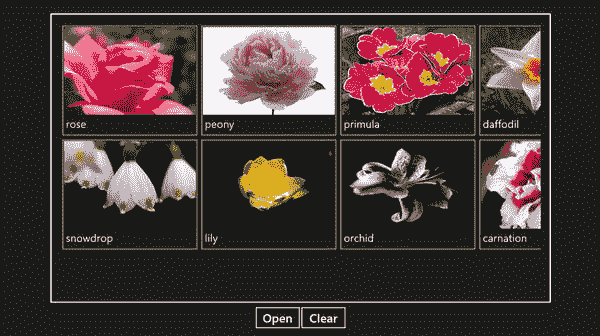 rose
peony
primula
daffodil
snowdrop
lily
orchid
carnation
Open
Clear